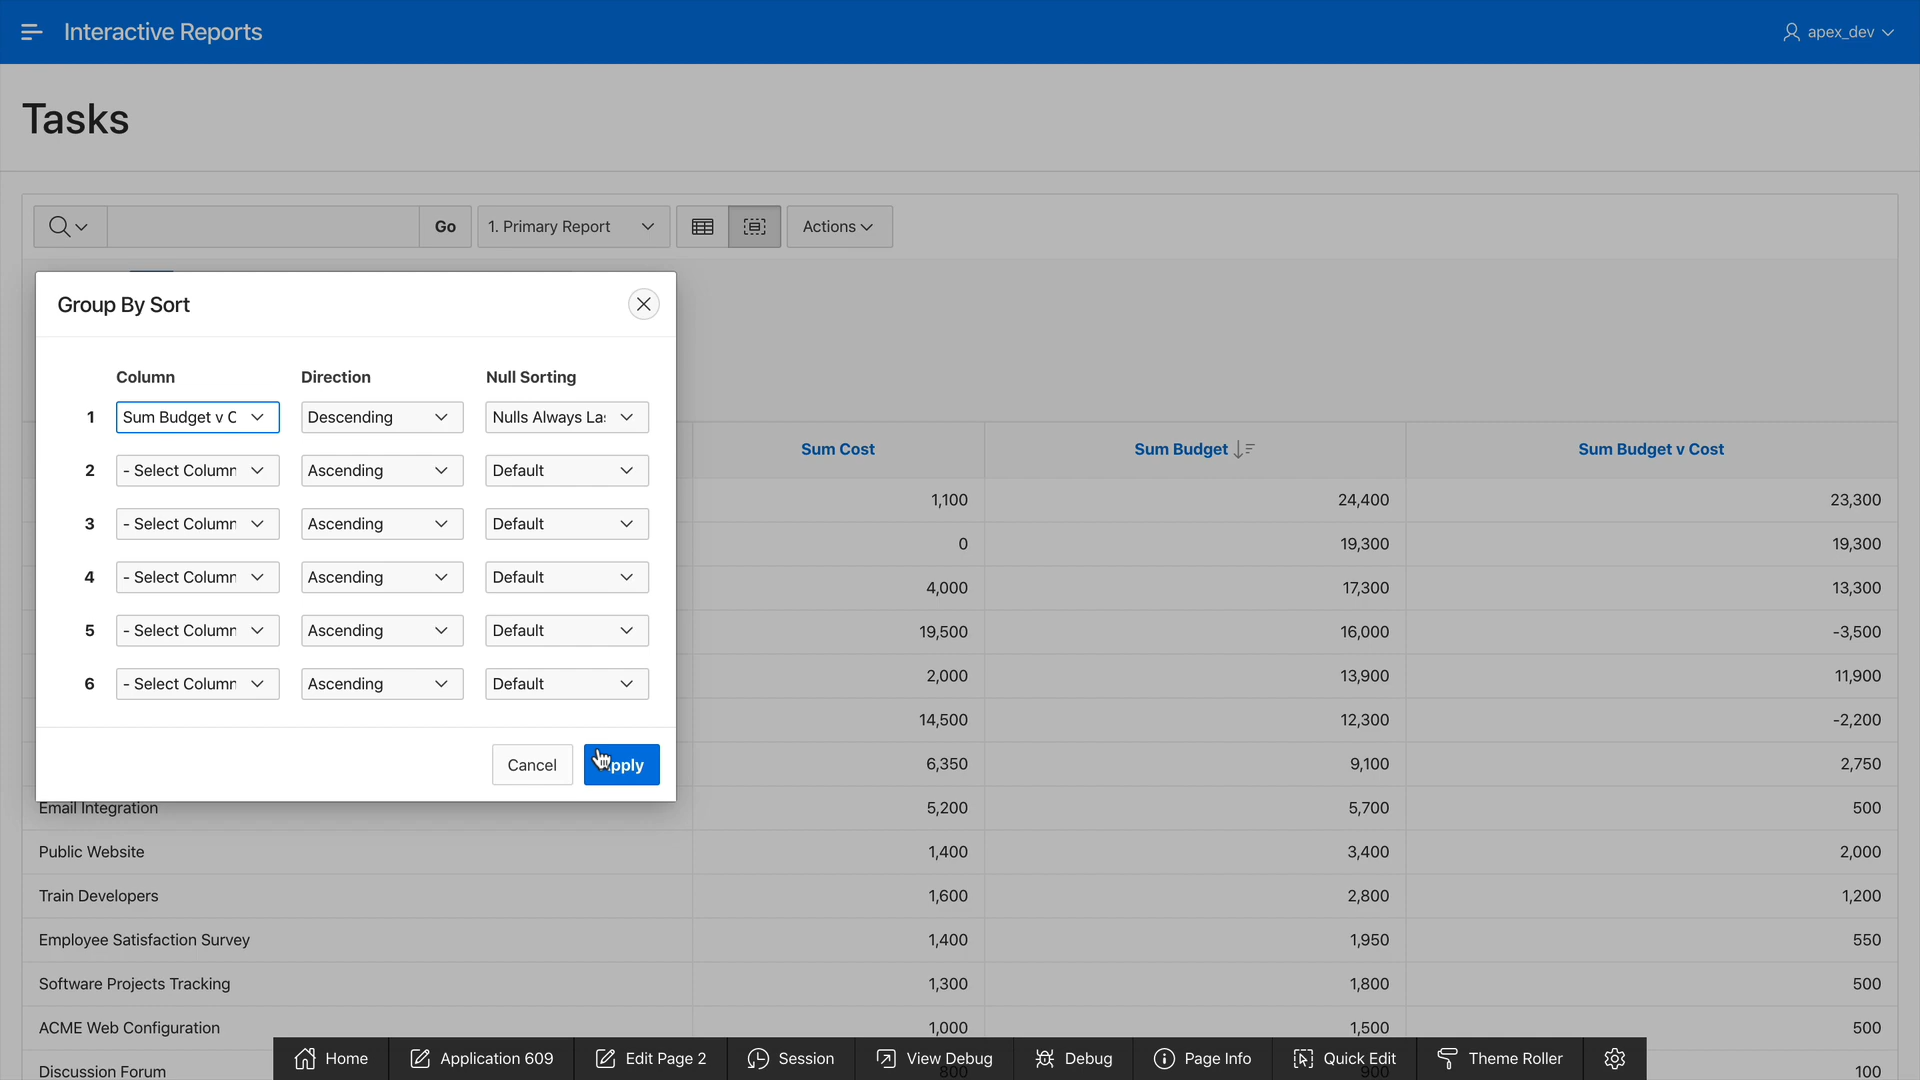 Interactive Reports
apex_dev
Tasks
Go
1. Primary Report
Actions
Group By Sort
Column Direction Null Sorting
1 Sum Budget v C Descending Nulls Always Las
2 - Select Column Ascending Default
3 - Select Column Ascending Default
4 - Select Column Ascending Default
5 - Select Column Ascending Default
6 - Select Column Ascending Default
Cancel
pply
Sum Cost Sum Budget Sum Budget v Cost
1,100 24,400 23,300
0 19,300 19,300
4,000 17,300 13,300
19,500 16,000 -3,500
2,000 13,900 11,900
14,500 12,300 -2,200
6,350 9,100 2,750
Email Integration 5,200 5,700 500
Public Website 1,400 3,400 2,000
Train Developers 1,600 2,800 1,200
Employee Satisfaction Survey 1,400 1,950 550
Software Projects Tracking 1,300 1,800 500
ACME Web Configuration 1,000 1,500 500
Discussion Forum 800 900 100
Home Application 609 Edit Page 2 Session View Debug Debug Page Info Quick Edit Theme Roller